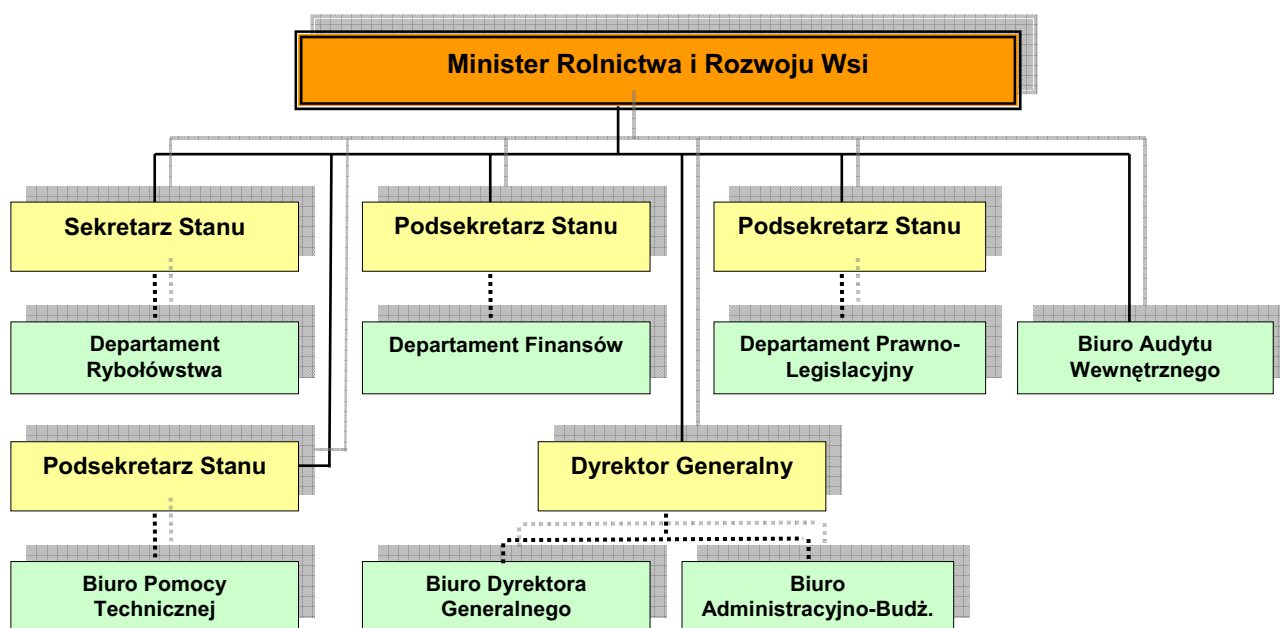 Minister Rolnictwa i Rozwoju Wsi
Sekretarz Stanu
Podsekretarz Stanu
Podsekretarz Stanu
Departament
Rybołówstwa
Departament Finansów
Departament Prawno-
Legislacyjny
Biuro Audytu
Wewnętrznego
Podsekretarz Stanu
Dyrektor Generalny
Biuro Pomocy
Technicznej
Biuro Dyrektora
Generalnego
Biuro
Administracyjno-Budż.